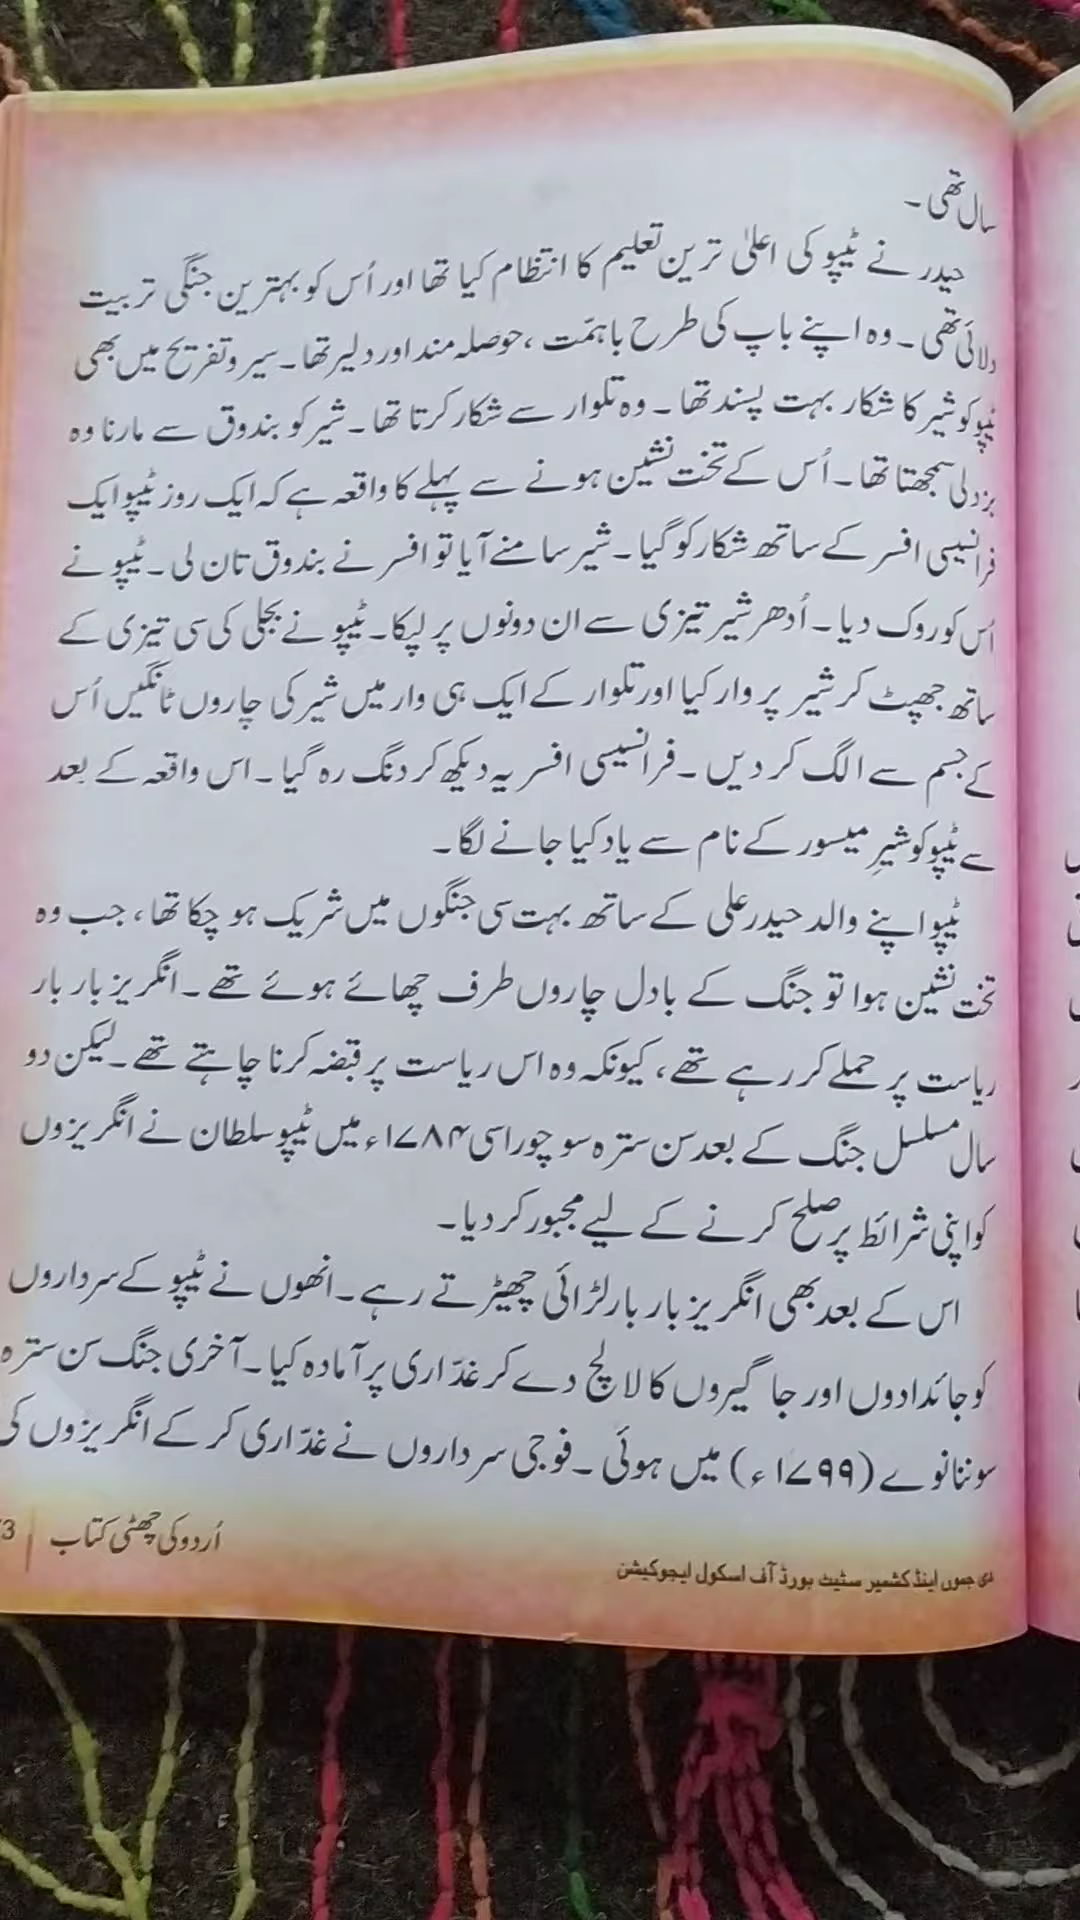 سال تھی۔
حیدر نے ٹیپو کی اعلیٰ ترین تعلیم کا انتظام کیا تھا اور اُس کو بہترین جنگی تربیت
دلائی تھی۔ وہ اپنے باپ کی طرح باہمّت، حوصلہ مند اور دلیر تھا۔ سیر و تفریح میں بھی
ٹیپو کو شیر کا شکار بہت پسند تھا۔ وہ تلوار سے شکار کرتا تھا۔ شیر کو بندوق سے مارنا وہ
بزدلی سمجھتا تھا۔ اُس کے تخت نشین ہونے سے پہلے کا واقعہ ہے کہ ایک روز ٹیپو ایک
فرانسیسی افسر کے ساتھ شکار کو گیا۔ شیر سامنے آیا تو افسر نے بندوق تان لی۔ ٹیپو نے
اُس کو روک دیا۔ اُدھر شیر تیزی سے ان دونوں پر لپکا۔ ٹیپو نے بجلی کی سی تیزی کے
ساتھ جھپٹ کر شیر پر وار کیا اور تلوار کے ایک ہی وار میں شیر کی چاروں ٹانگیں اُس
کے جسم سے الگ کر دیں۔ فرانسیسی افسر یہ دیکھ کر دنگ رہ گیا۔ اس واقعہ کے بعد
سے ٹیپو کو شیرِ میسور کے نام سے یاد کیا جانے لگا۔
ٹیپو اپنے والد حیدر علی کے ساتھ بہت سی جنگوں میں شریک ہو چکا تھا، جب وہ
تخت نشین ہوا تو جنگ کے بادل چاروں طرف چھائے ہوئے تھے۔ انگریز بار بار
ریاست پر حملے کر رہے تھے، کیونکہ وہ اس ریاست پر قبضہ کرنا چاہتے تھے۔ لیکن دو
سال مسلسل جنگ کے بعد سن سترہ سو چوراسی ۱۷۸۴ء میں ٹیپو سلطان نے انگریزوں
کو اپنی شرائط پر صلح کرنے کے لیے مجبور کر دیا۔
اس کے بعد بھی انگریز بار بار لڑائی چھیڑتے رہے۔ انھوں نے ٹیپو کے سرداروں
کو جائدادوں اور جاگیروں کا لالچ دے کر غدّاری پر آمادہ کیا۔ آخری جنگ سن سترہ
سو ننانوے (۱۷۹۹ء) میں ہوئی۔ فوجی سرداروں نے غدّاری کر کے انگریزوں کی
دی جموں اینڈ کشمیر سٹیٹ بورڈ آف اسکول ایجوکیشن
اُردو کی چھٹی کتاب